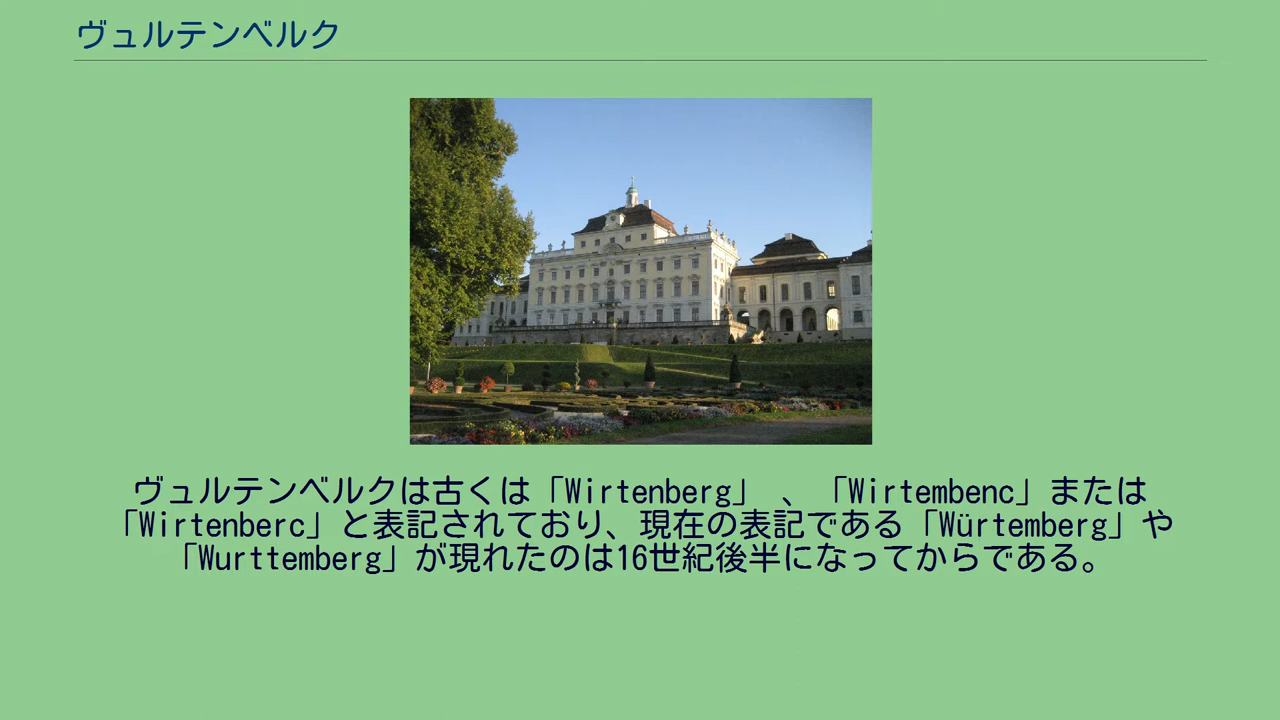 ヴュルテンベルク
ヴュルテンベルクは古くは「Wirtenberg」 、「Wirtembenc」または
「Wirtenberc」と表記されており、現在の表記である「Würtemberg」や
「Wurttemberg」が現れたのは16世紀後半になってからである。